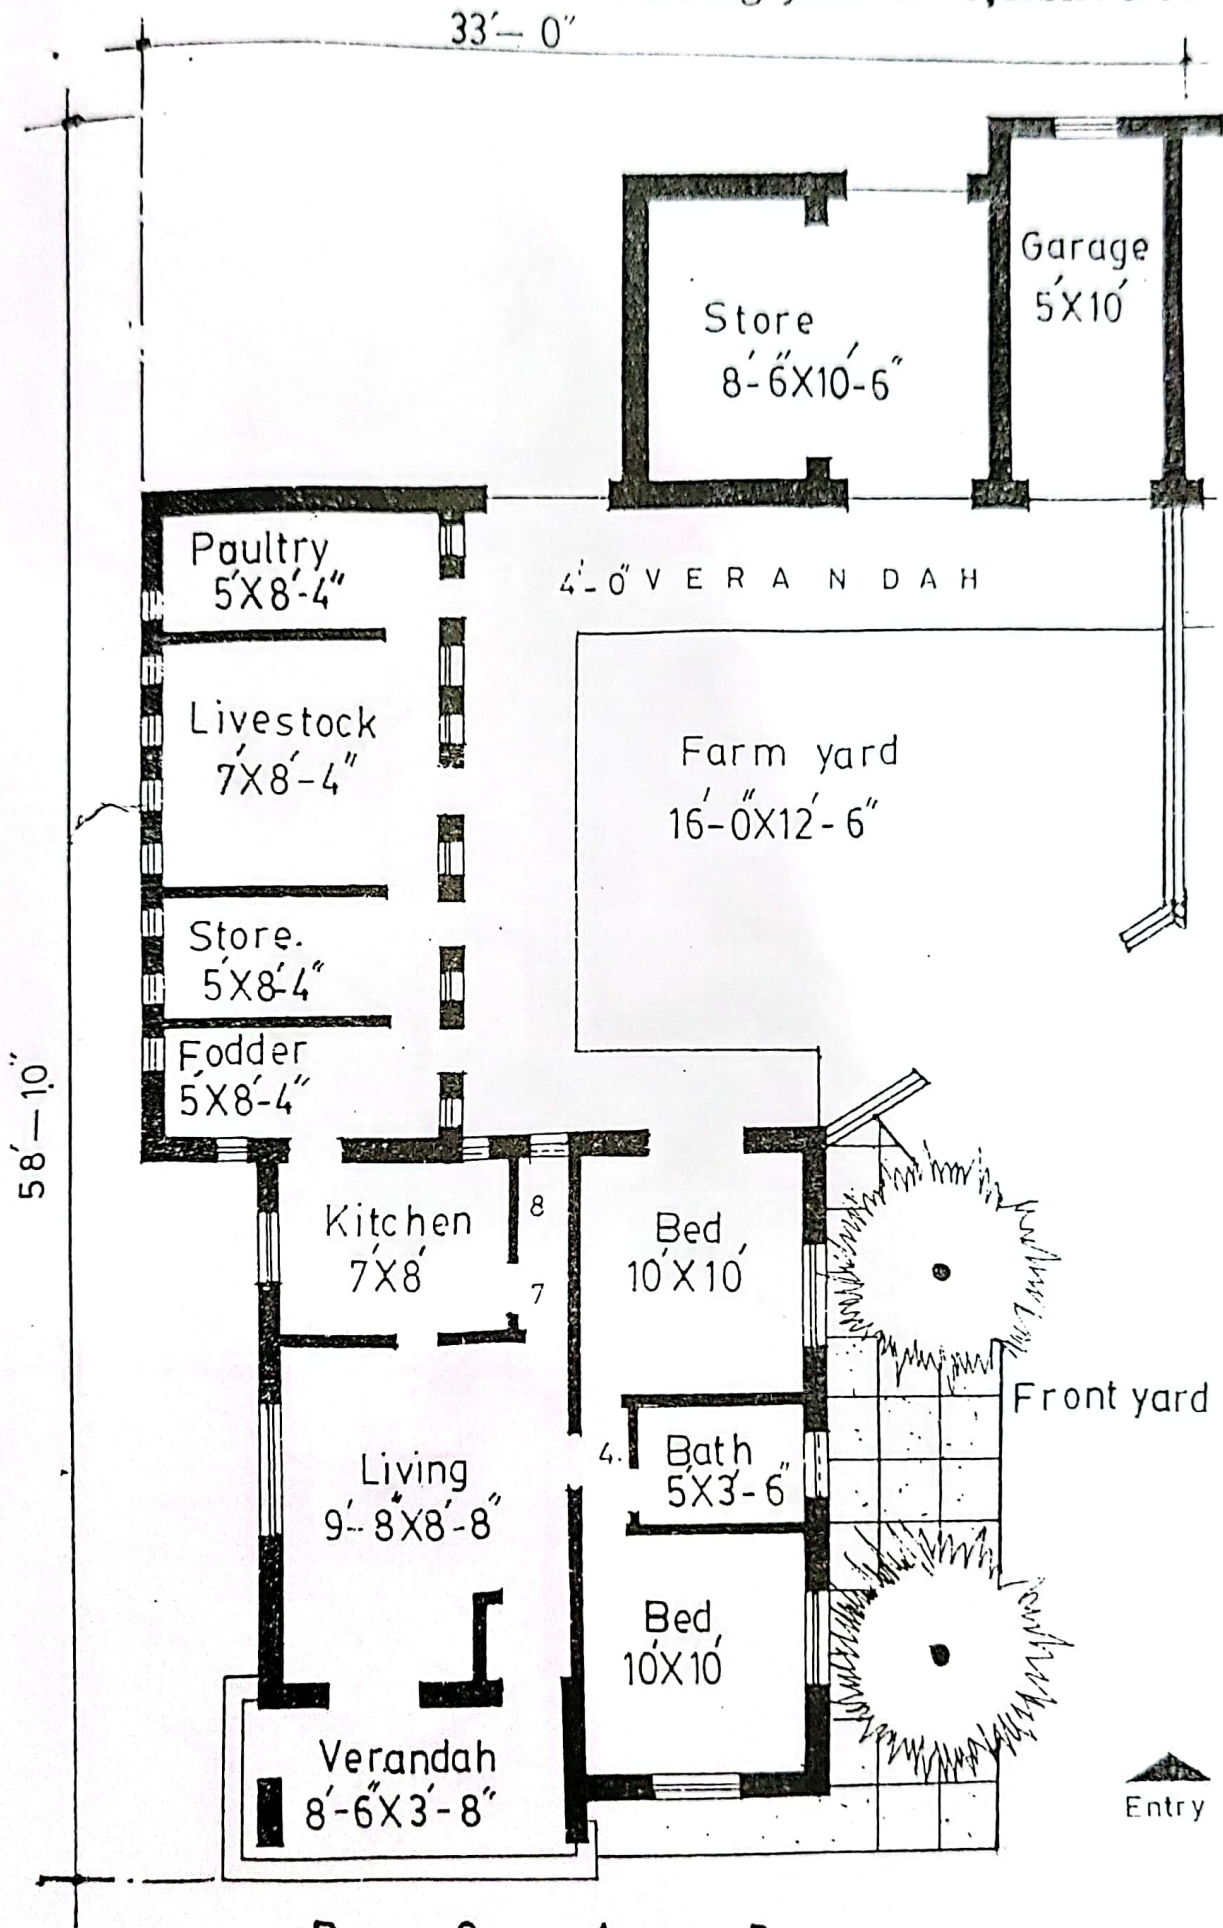 33'-0"
Garage
5'X10'
Store
8'-6"X10'-6"
Paultry
5'X8'-4"
4'-0" VERANDAH
Livestock
7'X8'-4"
Farm yard
16'-0"X12'-6"
Store.
5'X8'-4"
Fodder
5'X8'-4"
58'-10"
Kitchen
7'X8'
8
7
Bed
10'X10'
Front yard
4.
Bath
5'X3'-6"
Living
9'-8"X8'-8"
Bed
10'X10'
Verandah
8'-6"X3'-8"
Entry